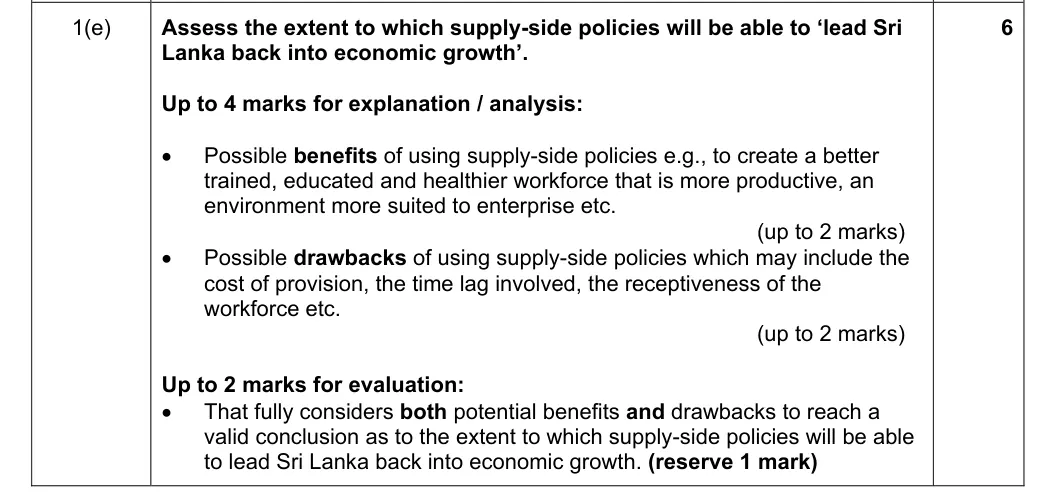 1(e)
Assess the extent to which supply-side policies will be able to ‘lead Sri
6
Lanka back into economic growth’.
Up to 4 marks for explanation / analysis:
• Possible benefits of using supply-side policies e.g., to create a better
trained, educated and healthier workforce that is more productive, an
environment more suited to enterprise etc.
(up to 2 marks)
• Possible drawbacks of using supply-side policies which may include the
cost of provision, the time lag involved, the receptiveness of the
workforce etc.
(up to 2 marks)
Up to 2 marks for evaluation:
• That fully considers both potential benefits and drawbacks to reach a
valid conclusion as to the extent to which supply-side policies will be able
to lead Sri Lanka back into economic growth. (reserve 1 mark)